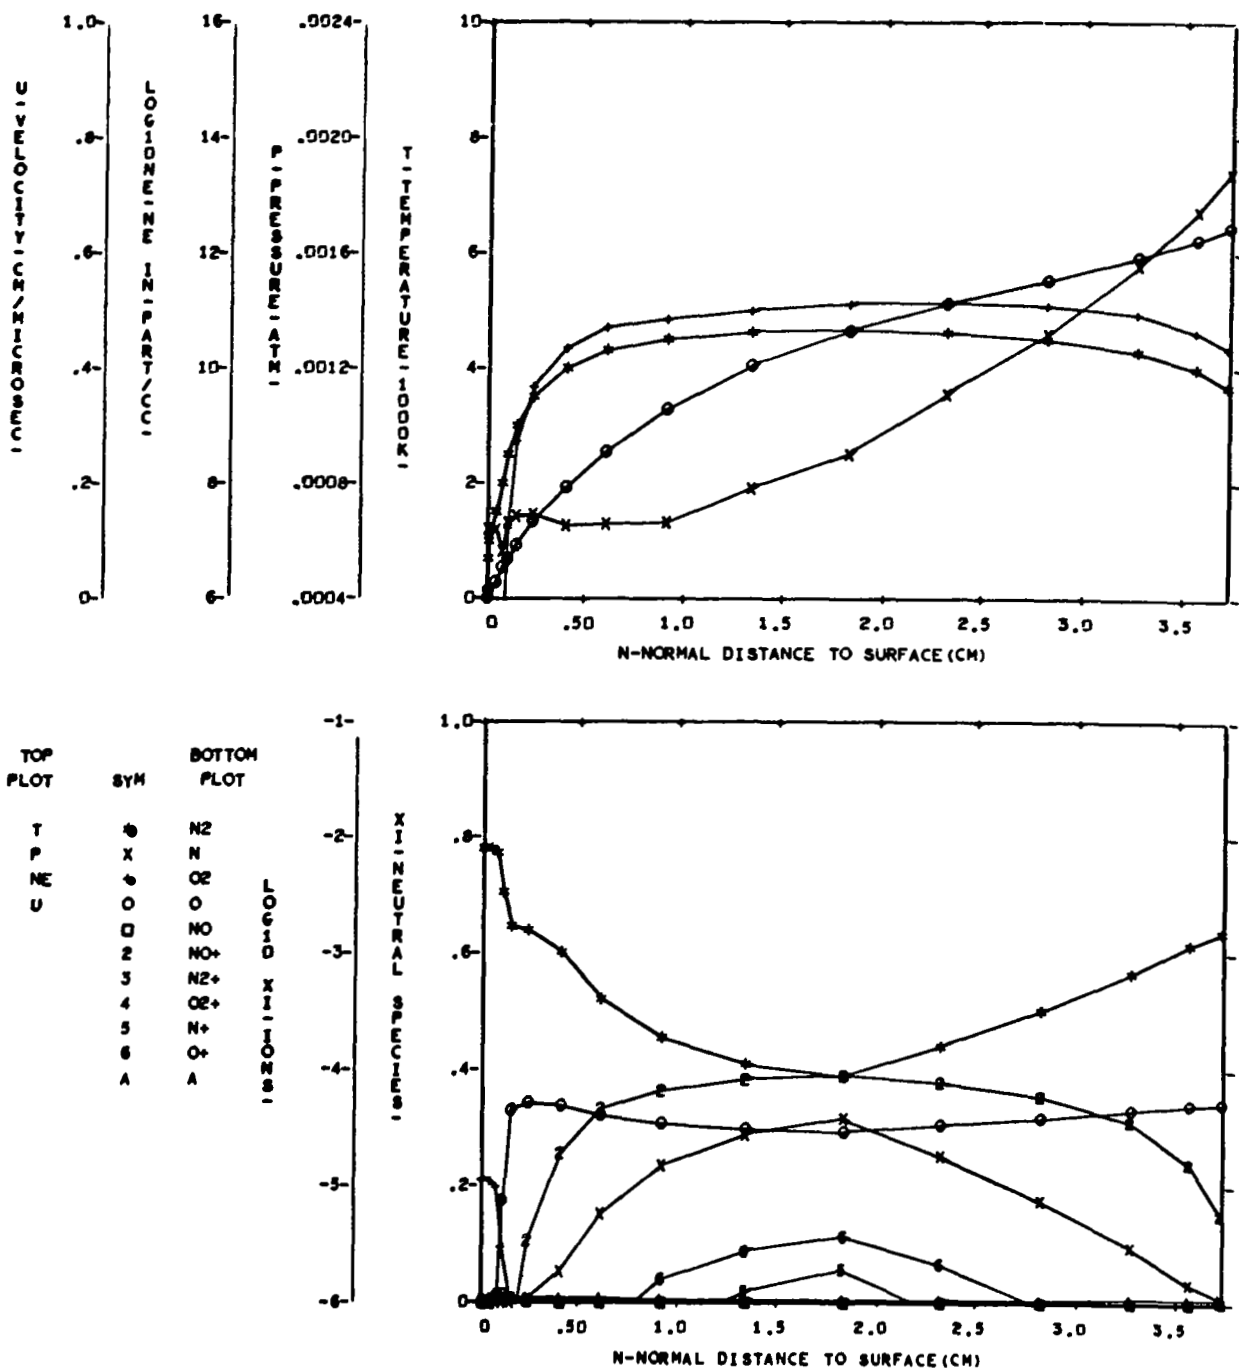 1.0-
.8-
.6-
.4-
.2-
0-
U-VELOCITY-CM/MICROSEC-
16-
14-
12-
10-
8-
6-
LOG10NE-NE IN-PART/CC-
.0024-
.0020-
.0016-
.0012-
.0008-
.0004-
P-PRESSURE-ATM-
10
8
6
4
2
0
T-TEMPERATURE-1000K-
0 .50 1.0 1.5 2.0 2.5 3.0 3.5
N-NORMAL DISTANCE TO SURFACE(CM)
TOP BOTTOM
PLOT SYM PLOT
T N2
P X N
NE O2
U O O
□ NO
2 NO+
3 N2+
4 O2+
5 N+
6 O+
A A
-1-
-2-
-3-
-4-
-5-
-6-
LOG10 XI-IONS-
1.0
.8
.6
.4
.2
0
XI-NEUTRAL SPECIES-
0 .50 1.0 1.5 2.0 2.5 3.0 3.5
N-NORMAL DISTANCE TO SURFACE(CM)